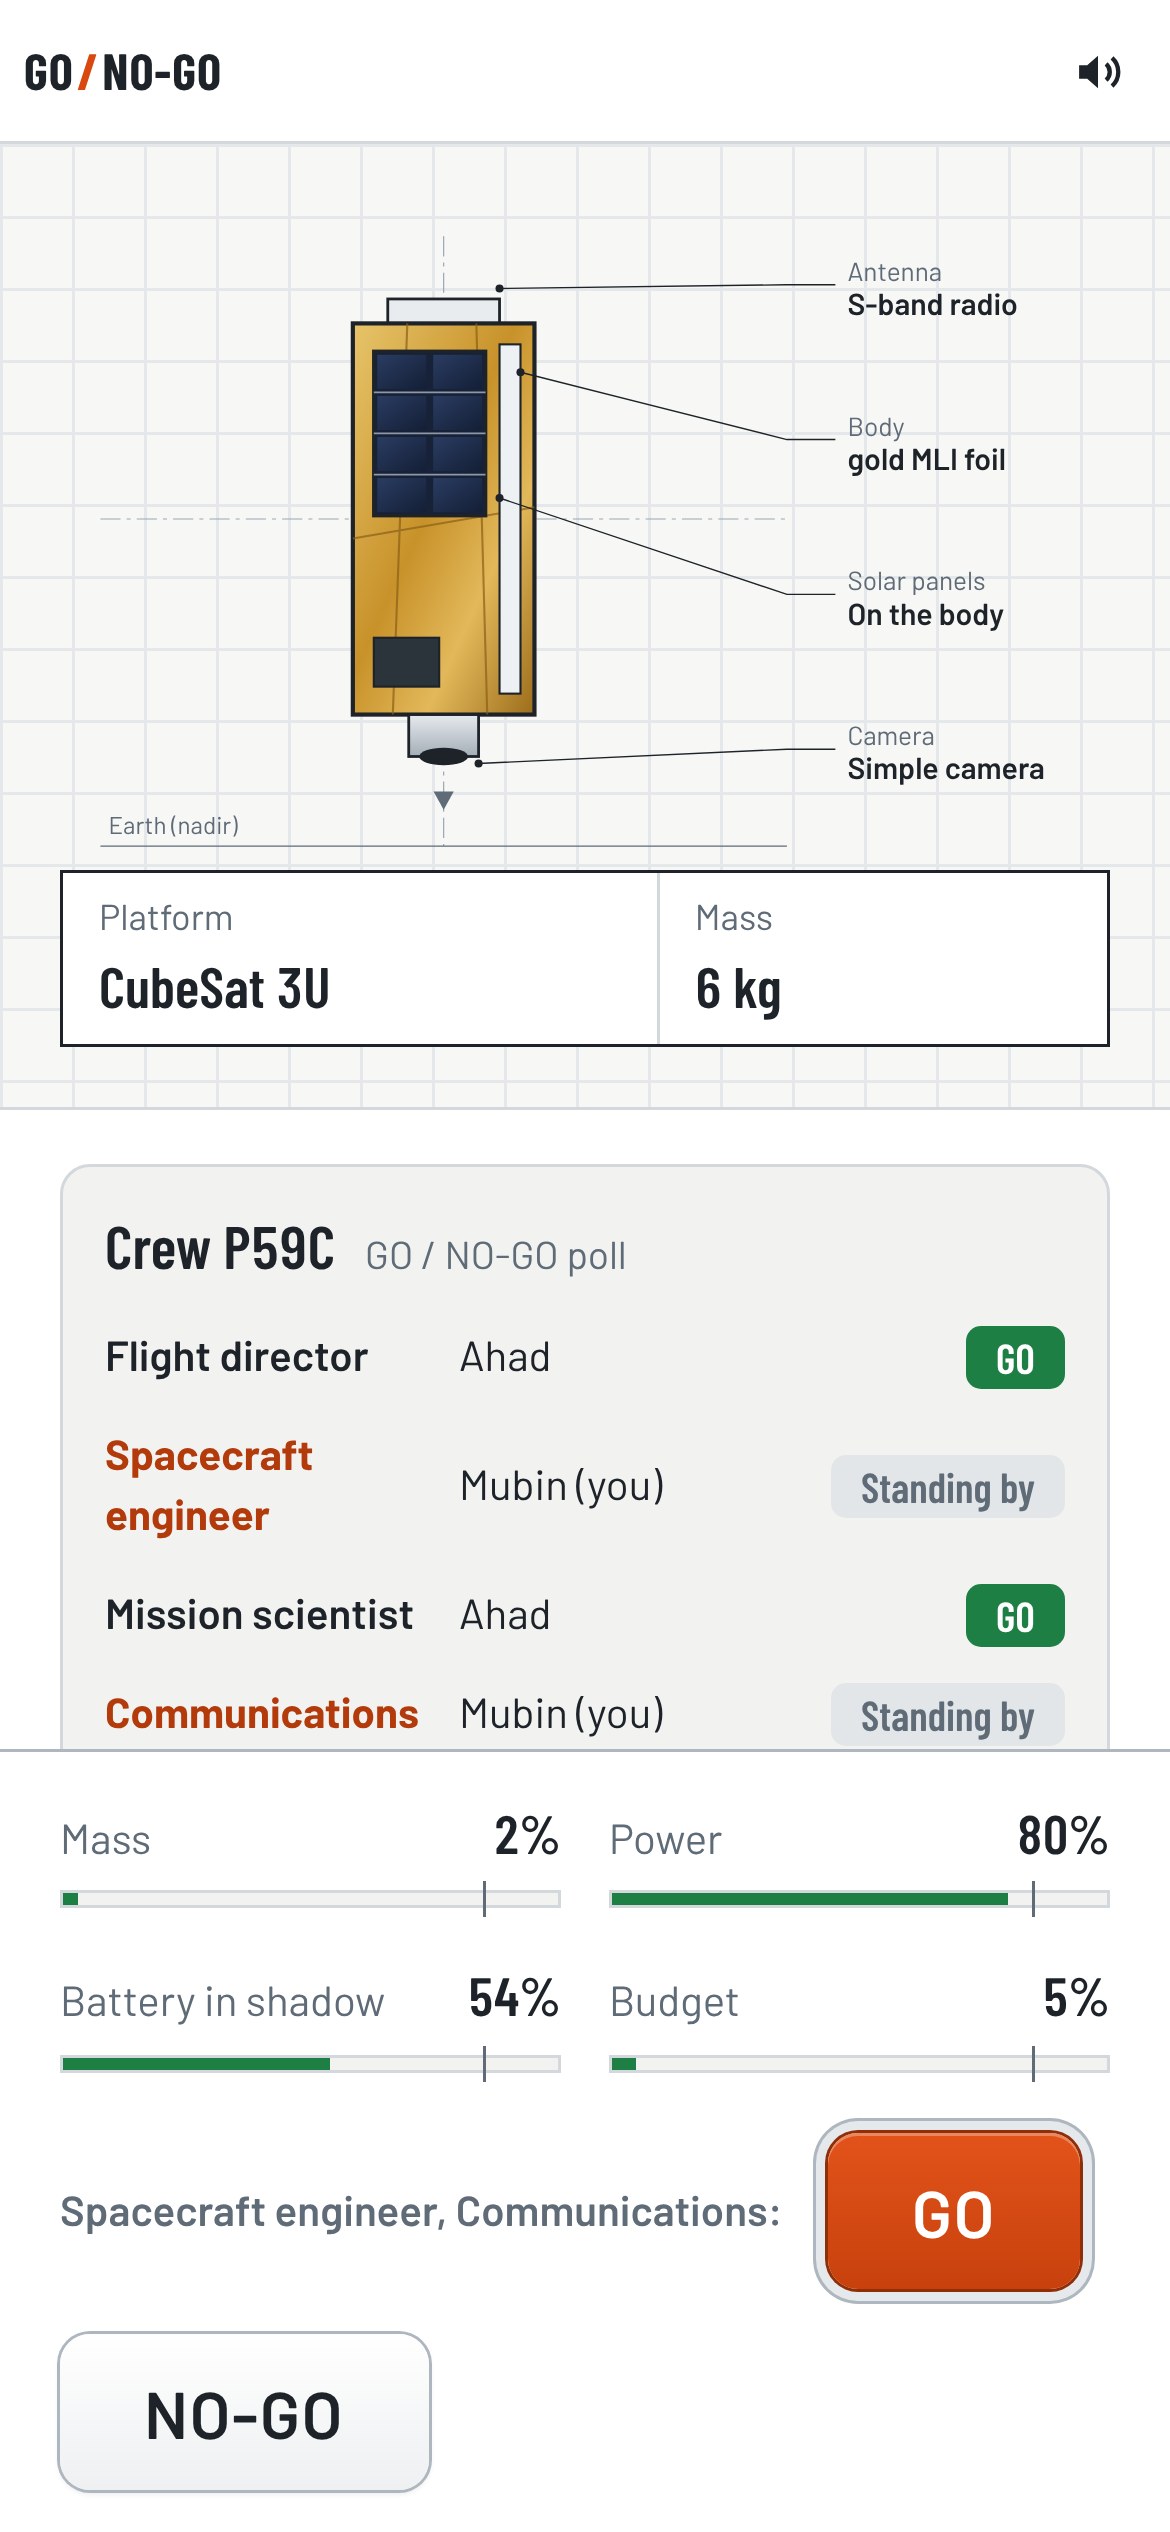 GO/NO-GO
Antenna
S-band radio
Body
gold MLI foil
Solar panels
On the body
Camera
Simple camera
Earth (nadir)
Platform
CubeSat 3U
Mass
6 kg
Crew P59C GO / NO-GO poll
Flight director Ahad GO
Spacecraft
engineer
Mubin (you) Standing by
Mission scientist Ahad GO
Communications Mubin (you) Standing by
Mass 2%
Power 80%
Battery in shadow 54%
Budget 5%
Spacecraft engineer, Communications:
GO
NO-GO